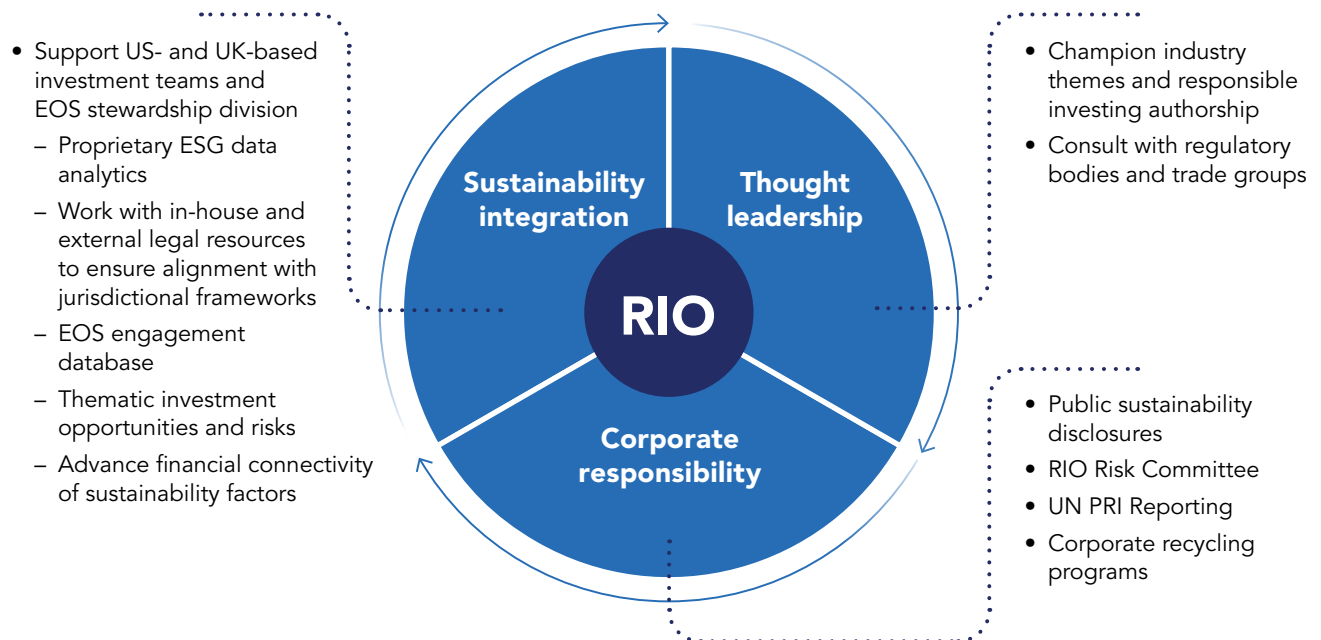 • Support US- and UK-based
investment teams and
EOS stewardship division
– Proprietary ESG data
analytics
– Work with in-house and
external legal resources
to ensure alignment with
jurisdictional frameworks
– EOS engagement
database
– Thematic investment
opportunities and risks
– Advance financial connectivity
of sustainability factors
Sustainability
integration
Thought
leadership
RIO
Corporate
responsibility
• Champion industry
themes and responsible
investing authorship
• Consult with regulatory
bodies and trade groups
• Public sustainability
disclosures
• RIO Risk Committee
• UN PRI Reporting
• Corporate recycling
programs